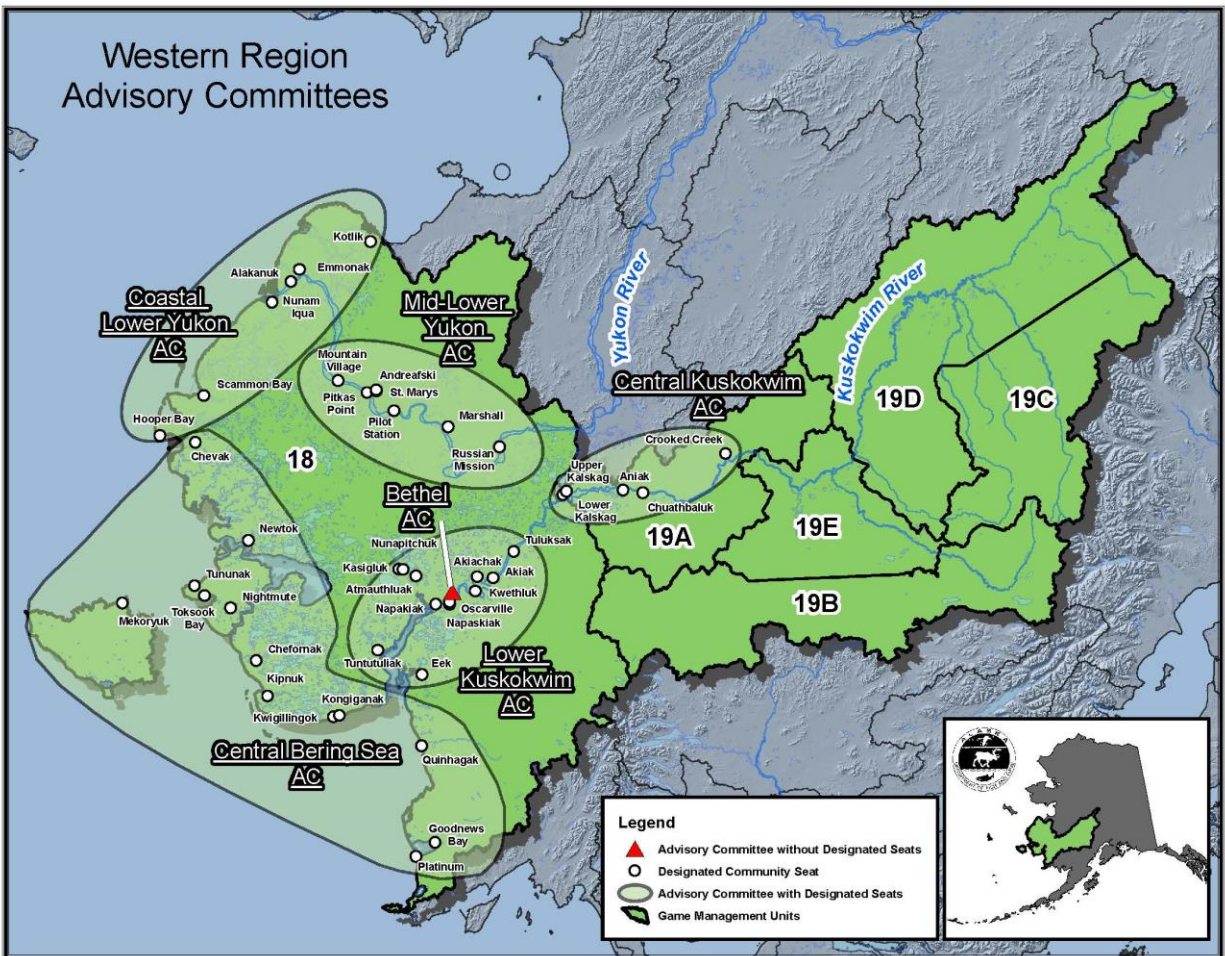 Western Region
Advisory Committees
Kotlik
Emmonak
Alakanuk
Nunam
Iqua
Coastal
Lower Yukon
AC
Scammon Bay
Hooper Bay
Mid-Lower
Yukon
AC
Mountain
Village
Andreafski
St. Marys
Pitkas
Point
Pilot
Station
Marshall
Russian
Mission
Yukon River
Kuskokwim River
Central Kuskokwim
AC
Crooked Creek
Upper
Kalskag
Aniak
Lower
Kalskag
Chuathbaluk
18
19A
19E
19D
19C
19B
Chevak
Newtok
Tununak
Nightmute
Toksook
Bay
Mekoryuk
Chefornak
Kipnuk
Kongiganak
Kwigillingok
Bethel
AC
Nunapitchuk
Kasigluk
Atmauthluak
Napakiak
Tuluksak
Akiachak
Akiak
Kwethluk
Oscarville
Napaskiak
Tuntutuliak
Eek
Lower
Kuskokwim
AC
Central Bering Sea
AC
Quinhagak
Goodnews
Bay
Platinum
Legend
Advisory Committee without Designated Seats
Designated Community Seat
Advisory Committee with Designated Seats
Game Management Units
ALASKA